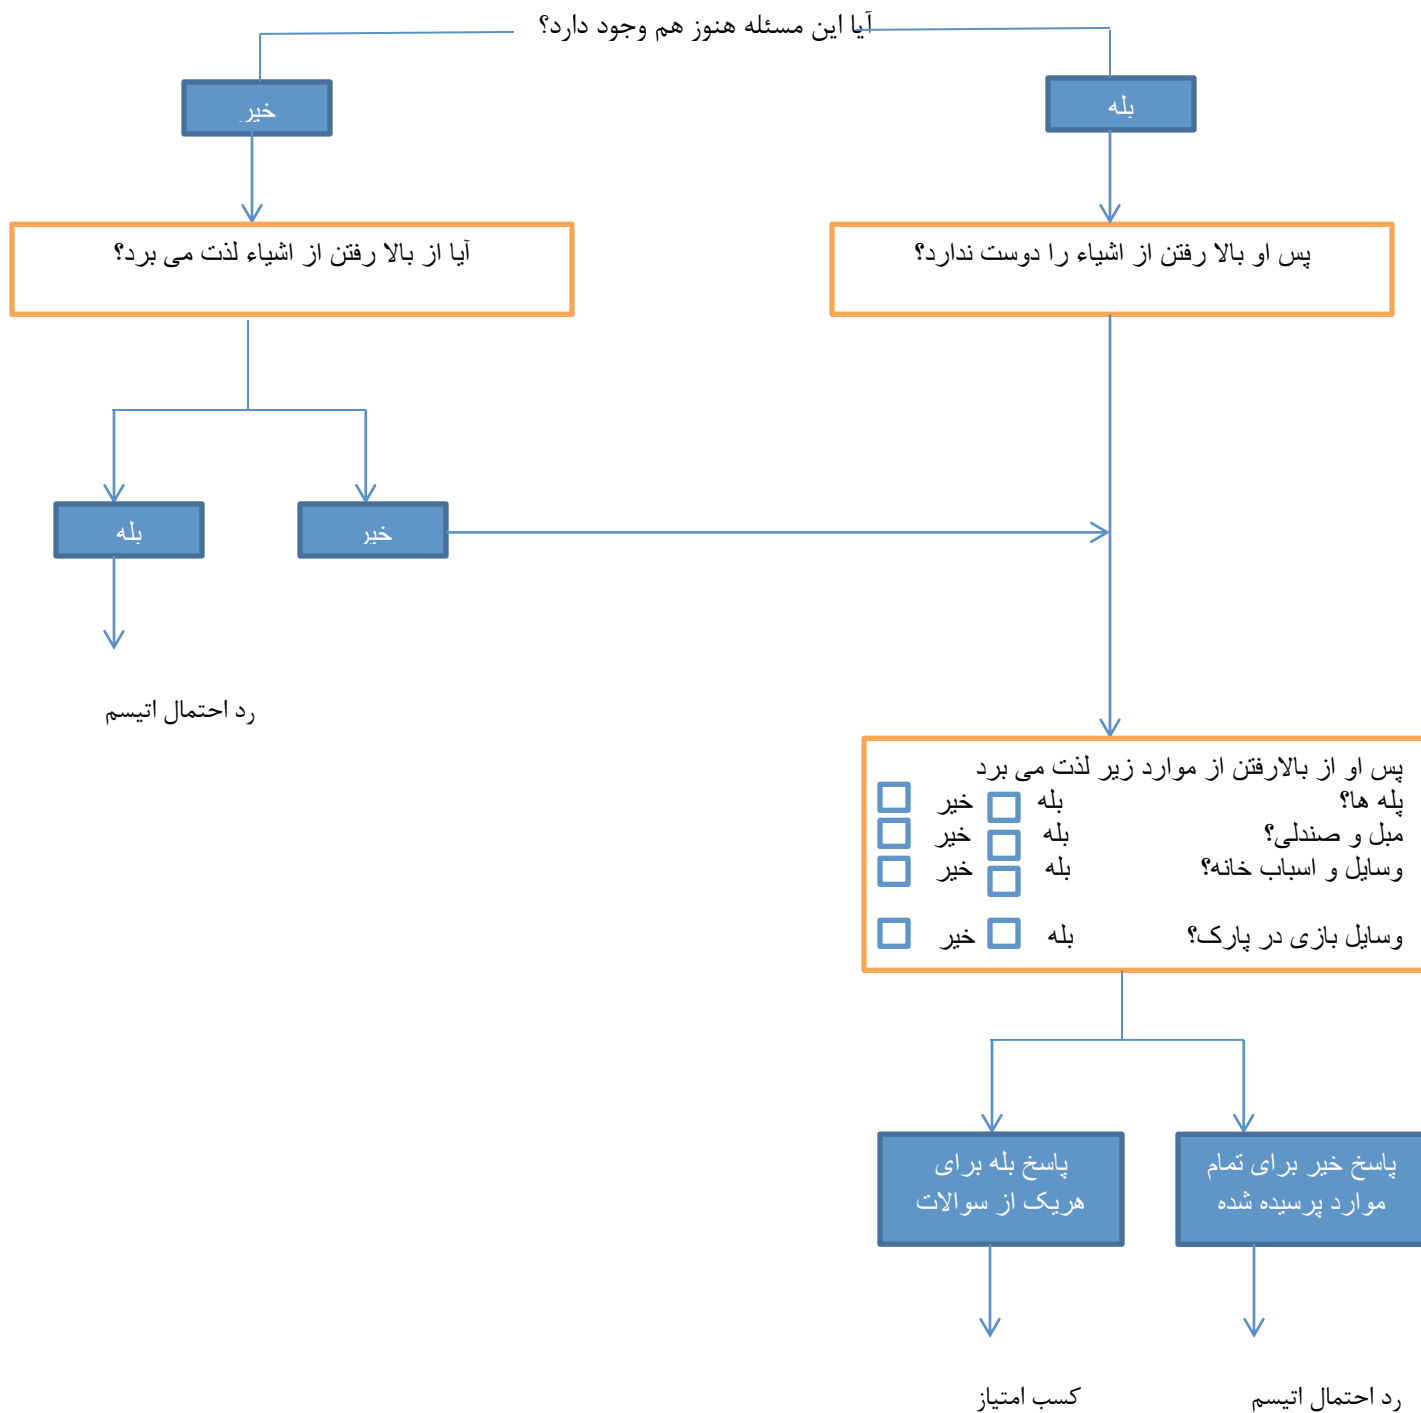 آیا این مسئله هنوز هم وجود دارد؟
بله
خیر
پس او بالا رفتن از اشیاء را دوست ندارد؟
آیا از بالا رفتن از اشیاء لذت می برد؟
خیر
بله
رد احتمال اتیسم
پس او از بالارفتن از موارد زیر لذت می برد
پله ها؟ بله خیر
مبل و صندلی؟ بله خیر
وسایل و اسباب خانه؟ بله خیر
وسایل بازی در پارک؟ بله خیر
پاسخ خیر برای تمام
موارد پرسیده شده
پاسخ بله برای
هریک از سوالات
رد احتمال اتیسم
کسب امتیاز